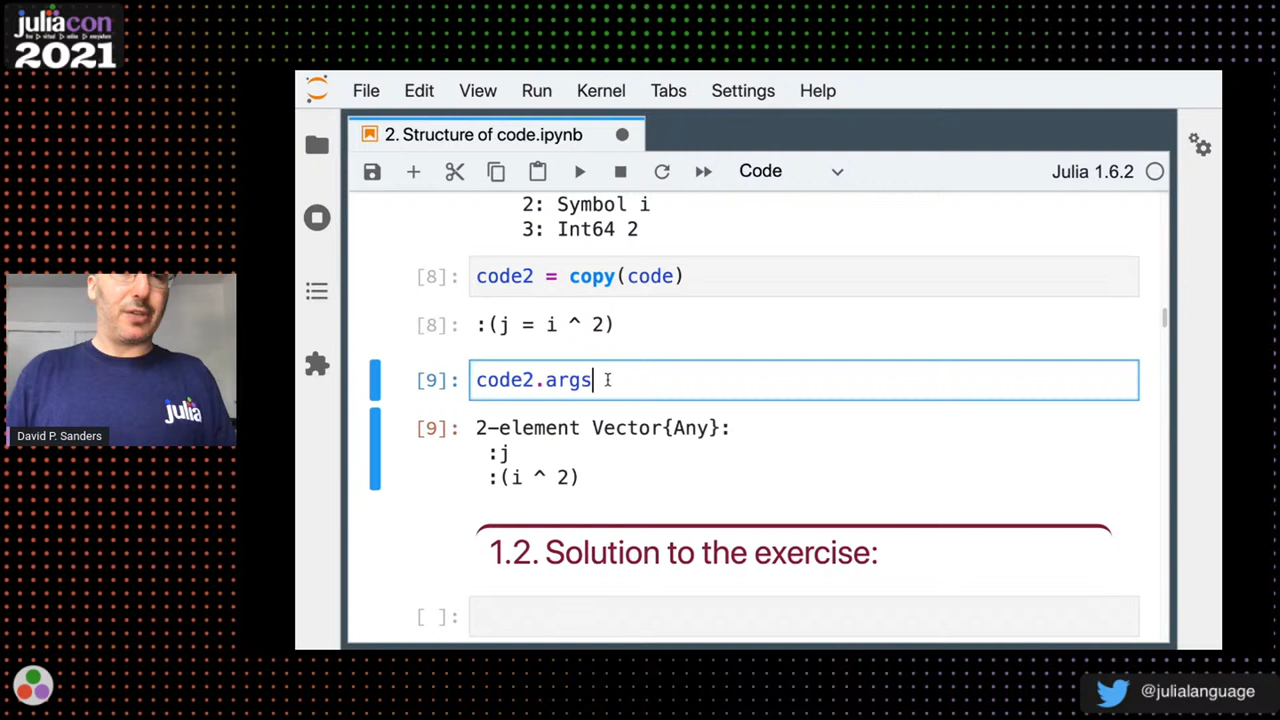 juliacon
2021
File Edit View Run Kernel Tabs Settings Help
2. Structure of code.ipynb
Code
Julia 1.6.2
2: Symbol i
3: Int64 2
[8]: code2 = copy(code)
[8]: :(j = i ^ 2)
[9]: code2.args
[9]: 2-element Vector{Any}:
:j
:(i ^ 2)
1.2. Solution to the exercise:
[ ]:
julia
David P. Sanders
@julialanguage